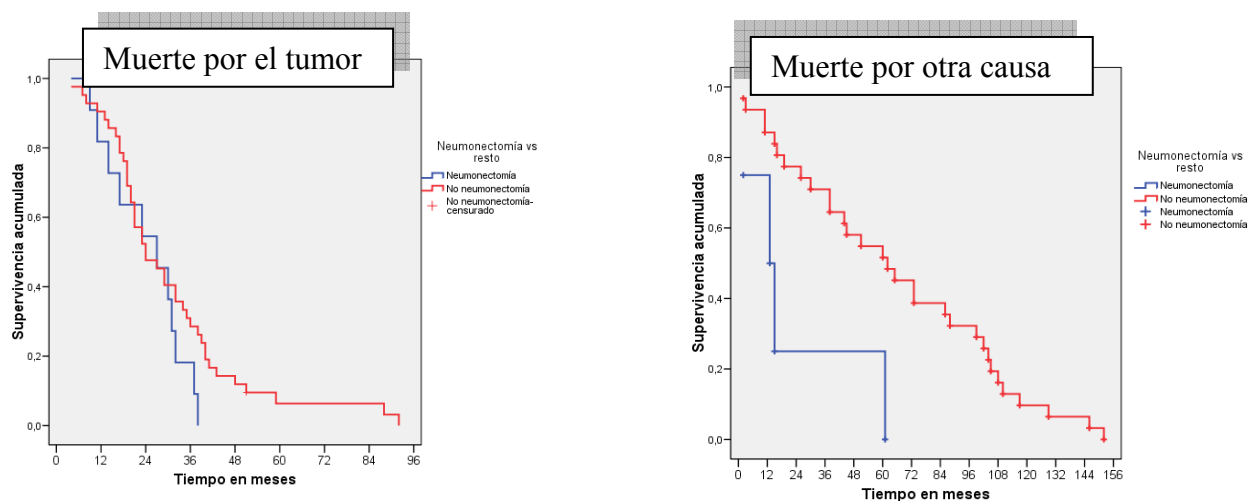 Muerte por el tumor
1,0
0,8
0,6
0,4
0,2
0,0
Supervivencia acumulada
0 12 24 36 48 60 72 84 96
Tiempo en meses
Neumonectomía vs
resto
Neumonectomía
No neumonectomía
No neumonectomía-
censurado
Muerte por otra causa
1,0
0,8
0,6
0,4
0,2
0,0
Supervivencia acumulada
0 12 24 36 48 60 72 84 96 108 120 132 144 156
Tiempo en meses
Neumonectomía vs
resto
Neumonectomía
No neumonectomía
Neumonectomía
No neumonectomía